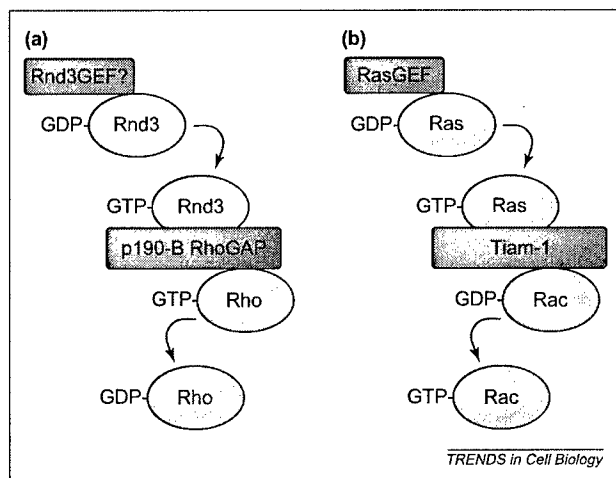 (a)
Rnd3GEF?
GDP-
Rnd3
GTP-
Rnd3
p190-B RhoGAP
GTP-
Rho
GDP-
Rho
(b)
RasGEF
GDP-
Ras
GTP-
Ras
Tiam-1
GDP-
Rac
GTP-
Rac
TRENDS in Cell Biology